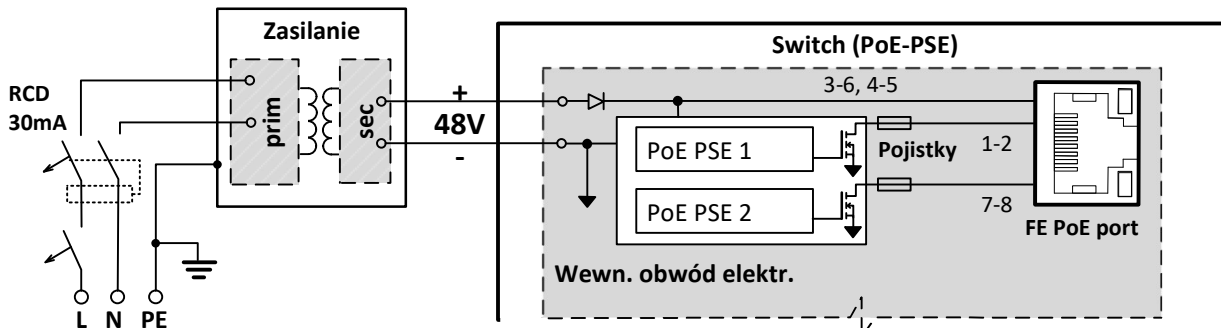 Zasilanie
Switch (PoE-PSE)
3-6, 4-5
RCD
30mA
prim
sec
+
48V
-
PoE PSE 1
Pojistky
1-2
PoE PSE 2
7-8
FE PoE port
Wewn. obwód elektr.
L N PE